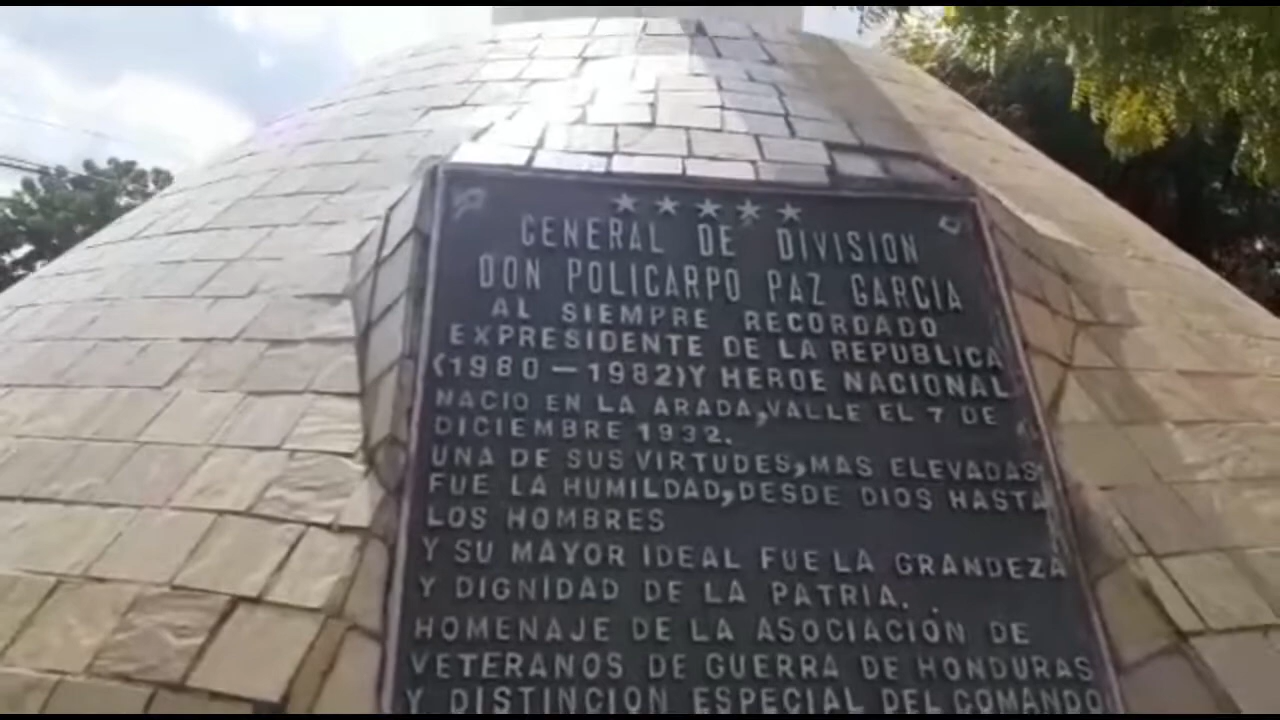 GENERAL DE DIVISION
DON POLICARPO PAZ GARCIA
AL SIEMPRE RECORDADO
EXPRESIDENTE DE LA REPUBLICA
(1980-1982)Y HEROE NACIONAL
NACIO EN LA ARADA,VALLE EL 7 DE
DICIEMBRE 1932.
UNA DE SUS VIRTUDES,MAS ELEVADAS
FUE LA HUMILDAD,DESDE DIOS HASTA
LOS HOMBRES
Y SU MAYOR IDEAL FUE LA GRANDEZA
Y DIGNIDAD DE LA PATRIA.
HOMENAJE DE LA ASOCIACIÓN DE
VETERANOS DE GUERRA DE HONDURAS
Y DISTINCION ESPECIAL DEL COMANDO